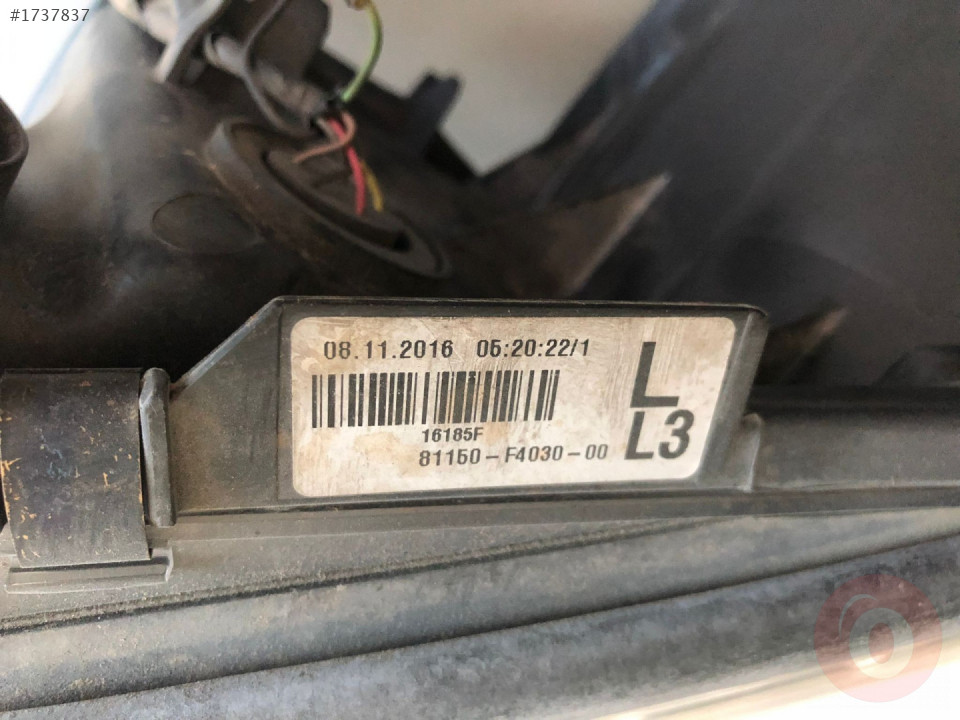 #1737837
08.11.2016 05:20:22/1
L
16185F
81150-F4030-00
L3